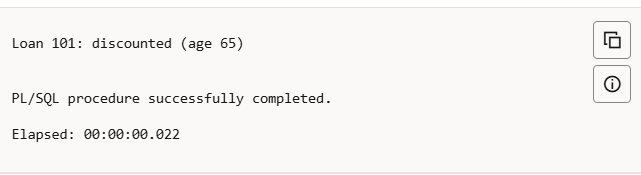 Loan 101: discounted (age 65)
PL/SQL procedure successfully completed.
Elapsed: 00:00:00.022